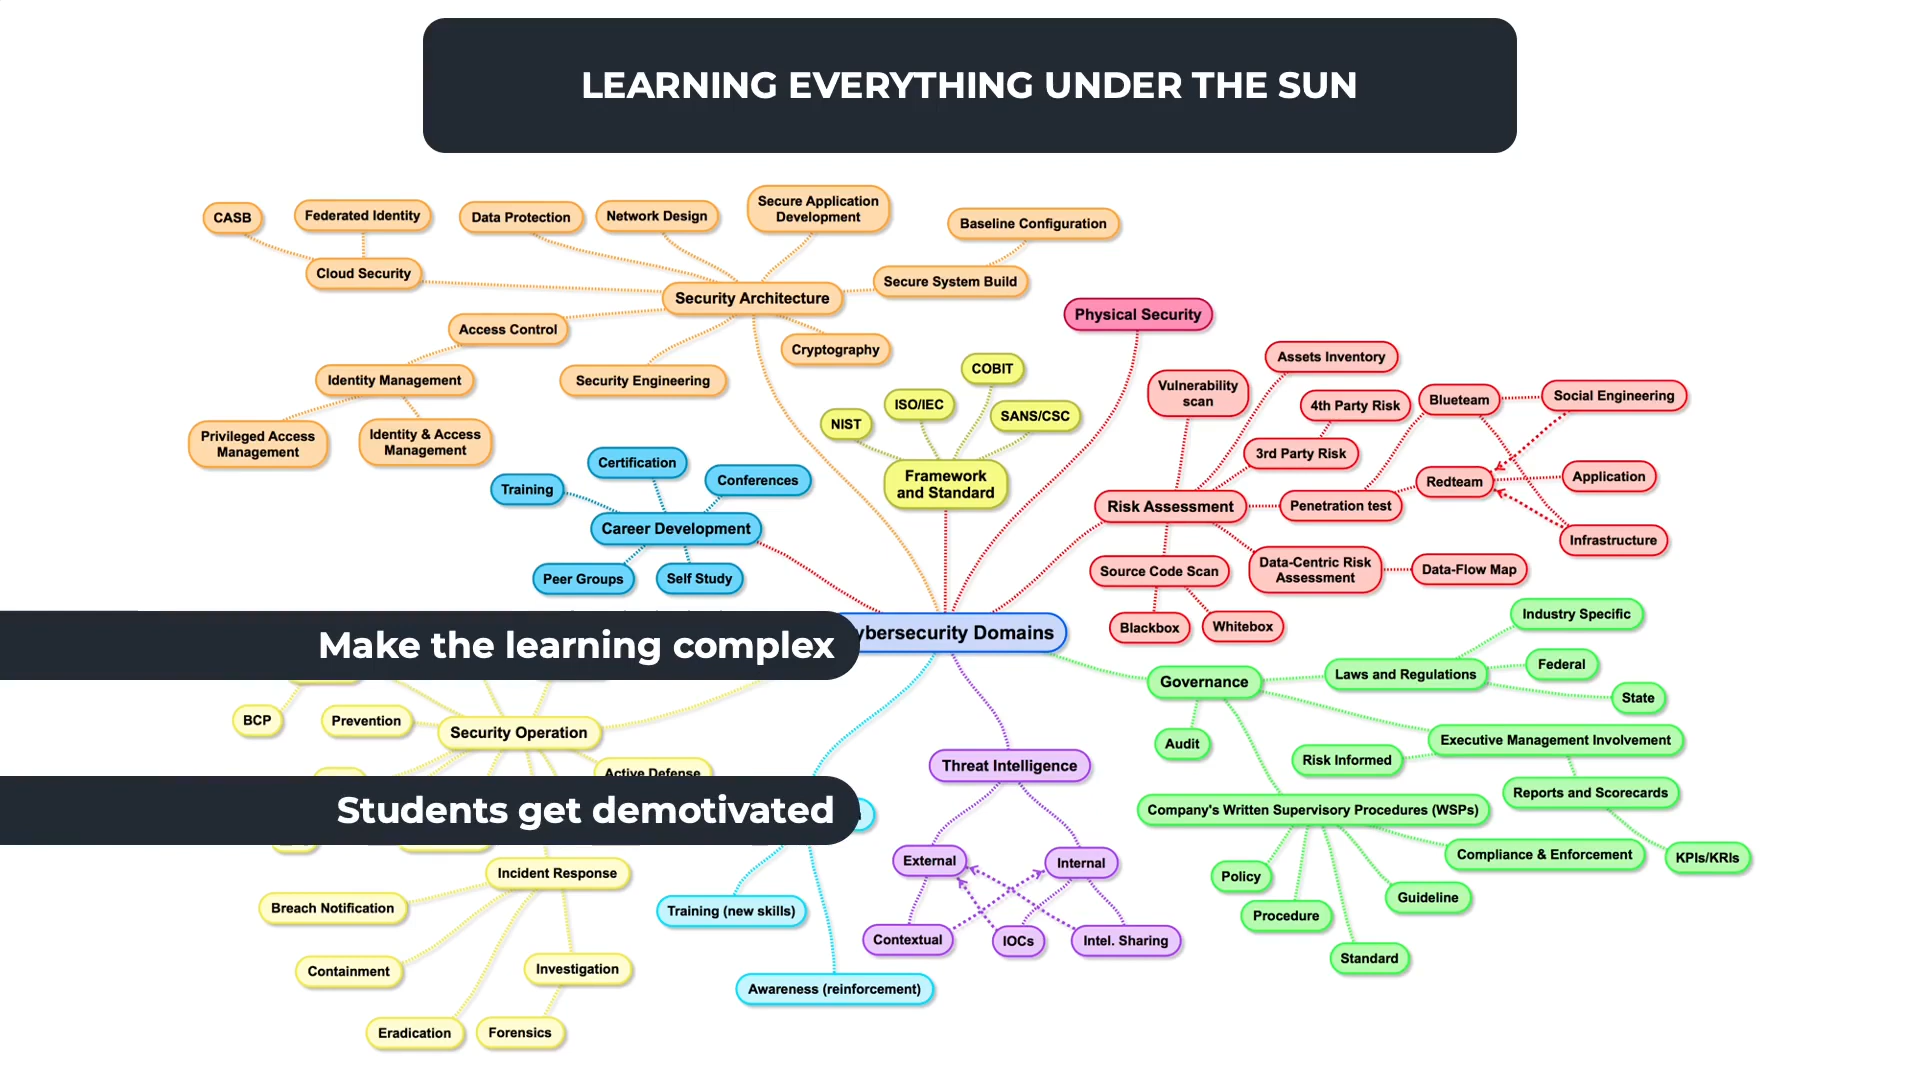 LEARNING EVERYTHING UNDER THE SUN
CASB
Federated Identity
Data Protection
Network Design
Secure Application
Development
Baseline Configuration
Cloud Security
Secure System Build
Security Architecture
Physical Security
Access Control
Cryptography
Assets Inventory
Identity Management
Security Engineering
COBIT
Vulnerability
scan
ISO/IEC
4th Party Risk
Blueteam
Social Engineering
NIST
SANS/CSC
Privileged Access
Management
Identity & Access
Management
3rd Party Risk
Certification
Conferences
Framework
and Standard
Training
Redteam
Application
Career Development
Risk Assessment
Penetration test
Infrastructure
Peer Groups
Self Study
Source Code Scan
Data-Centric Risk
Assessment
Data-Flow Map
Blackbox
Whitebox
Industry Specific
Make the learning complex
ybersecurity Domains
Governance
Laws and Regulations
Federal
State
BCP
Prevention
Security Operation
Audit
Executive Management Involvement
Risk Informed
Active Defense
Threat Intelligence
Reports and Scorecards
Students get demotivated
Company's Written Supervisory Procedures (WSPs)
External
Internal
Compliance & Enforcement
KPIs/KRIs
Incident Response
Policy
Guideline
Breach Notification
Training (new skills)
Procedure
Contextual
IOCs
Intel. Sharing
Containment
Investigation
Standard
Awareness (reinforcement)
Eradication
Forensics